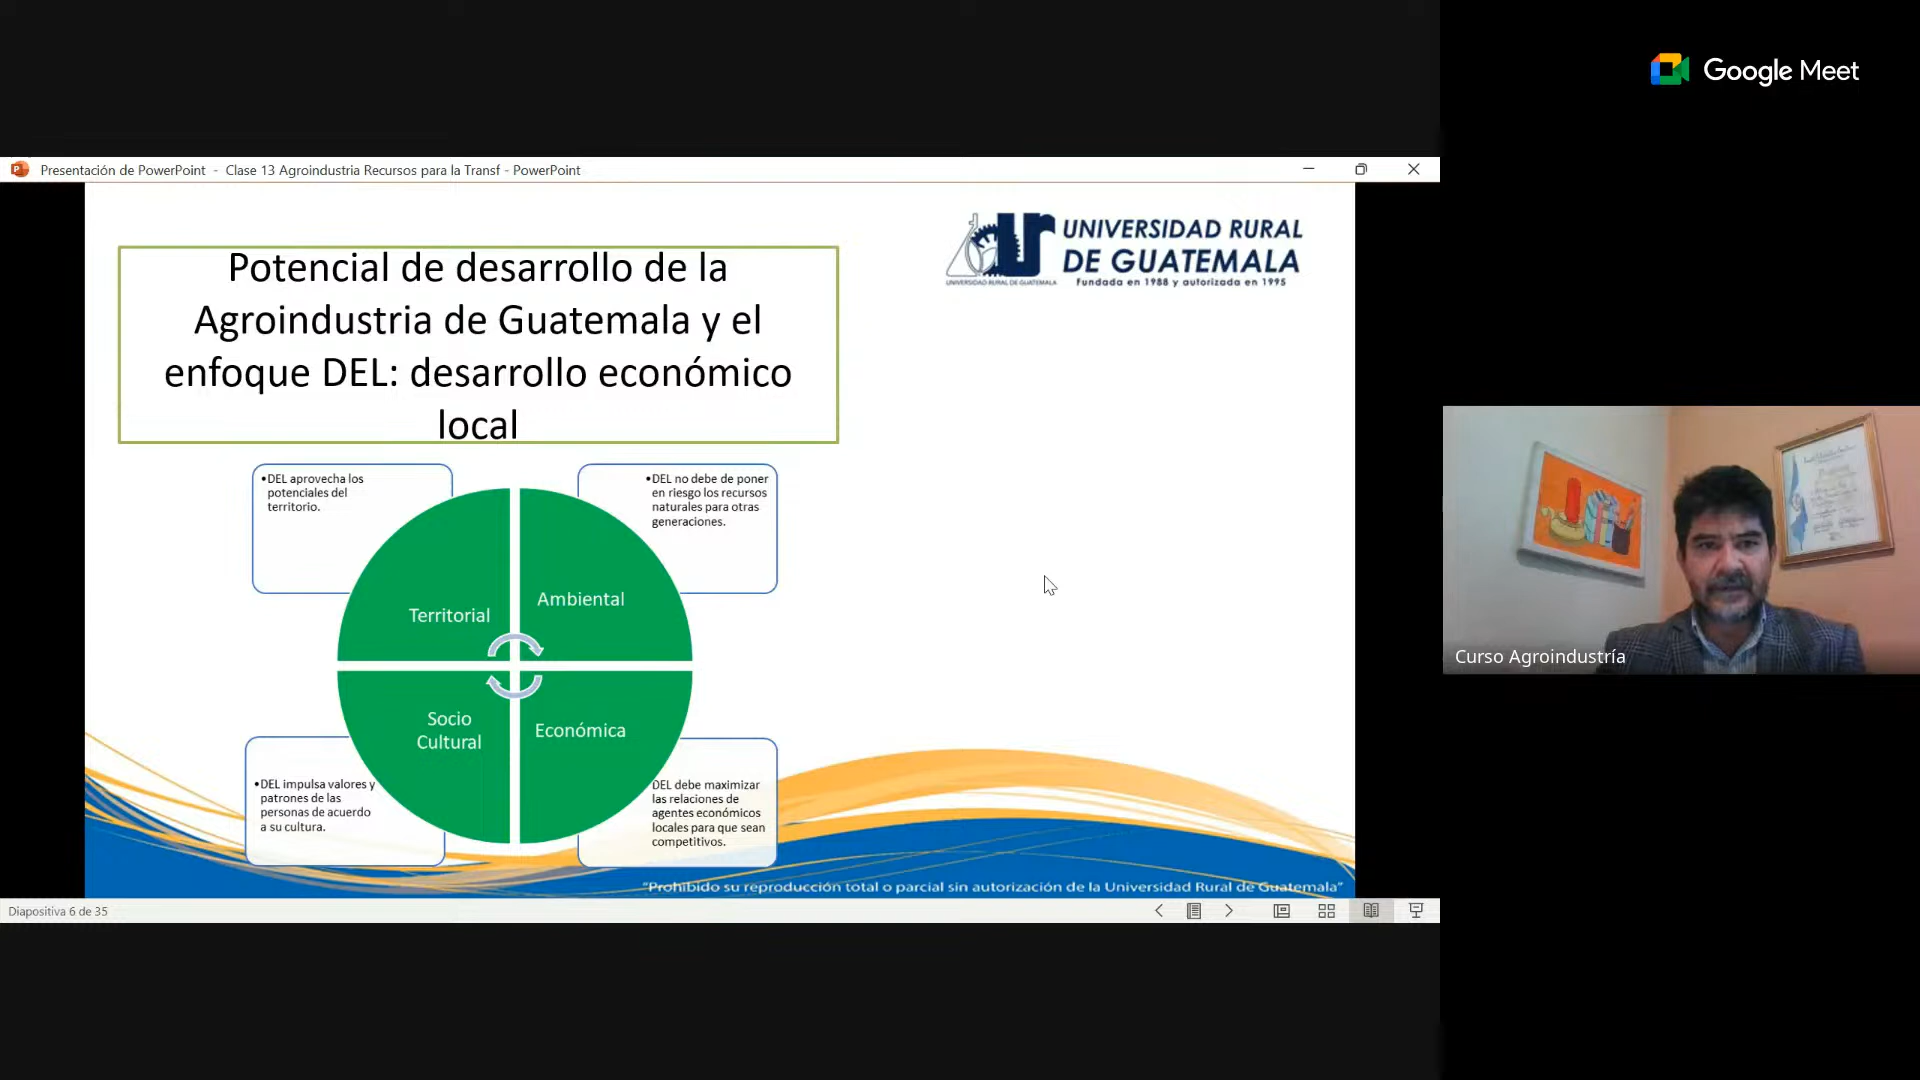 Google Meet
Presentación de PowerPoint - Clase 13 Agroindustria Recursos para la Transf - PowerPoint
UNIVERSIDAD RURAL
DE GUATEMALA
UNIVERSIDAD RURAL DE GUATEMALA
Fundada en 1988 y autorizada en 1995
Potencial de desarrollo de la
Agroindustria de Guatemala y el
enfoque DEL: desarrollo económico
local
•DEL aprovecha los
potenciales del
territorio.
•DEL no debe de poner
en riesgo los recursos
naturales para otras
generaciones.
Territorial
Ambiental
Socio
Cultural
Económica
•DEL impulsa valores y
patrones de las
personas de acuerdo
a su cultura.
DEL debe maximizar
las relaciones de
agentes económicos
locales para que sean
competitivos.
"Prohibido su reproducción total o parcial sin autorización de la Universidad Rural de Guatemala"
Diapositiva 6 de 35
Curso Agroindustría